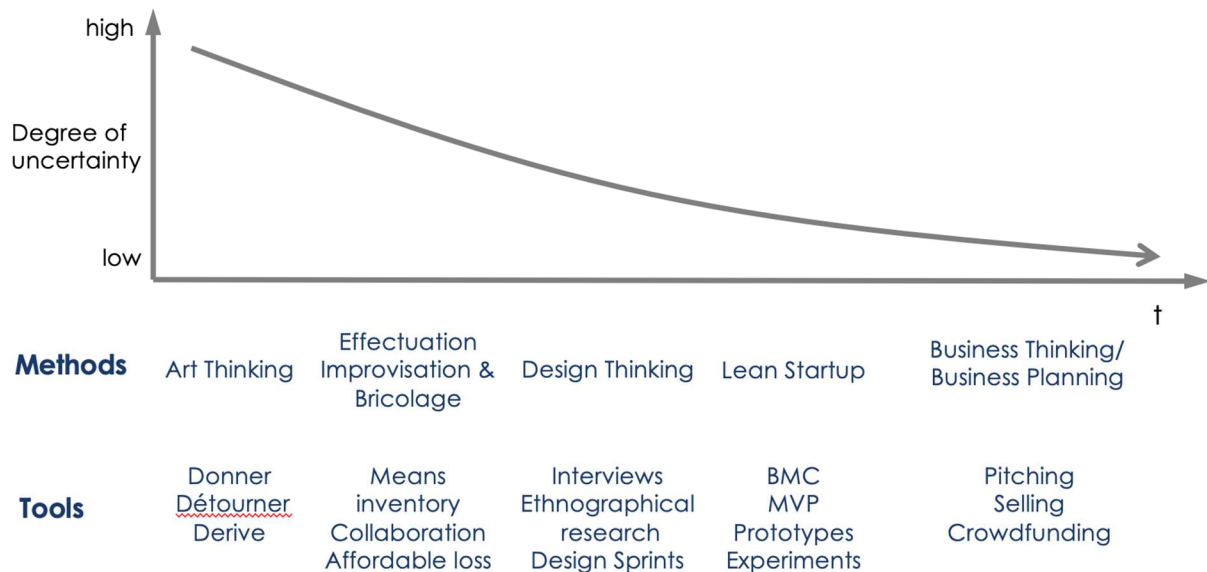 high
Degree of
uncertainty
low
t
Methods
Art Thinking
Effectuation
Improvisation &
Bricolage
Design Thinking
Lean Startup
Business Thinking/
Business Planning
Tools
Donner
Détourner
Derive
Means
inventory
Collaboration
Affordable loss
Interviews
Ethnographical
research
Design Sprints
BMC
MVP
Prototypes
Experiments
Pitching
Selling
Crowdfunding